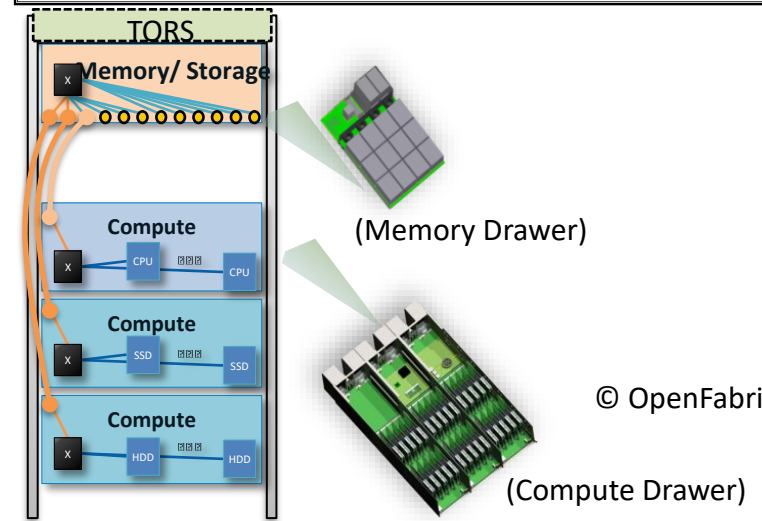 TORS
Memory/ Storage
X
(Memory Drawer)
Compute
X
CPU
⍰⍰⍰
CPU
Compute
X
SSD
⍰⍰⍰
SSD
© OpenFabri
Compute
X
HDD
⍰⍰⍰
HDD
(Compute Drawer)